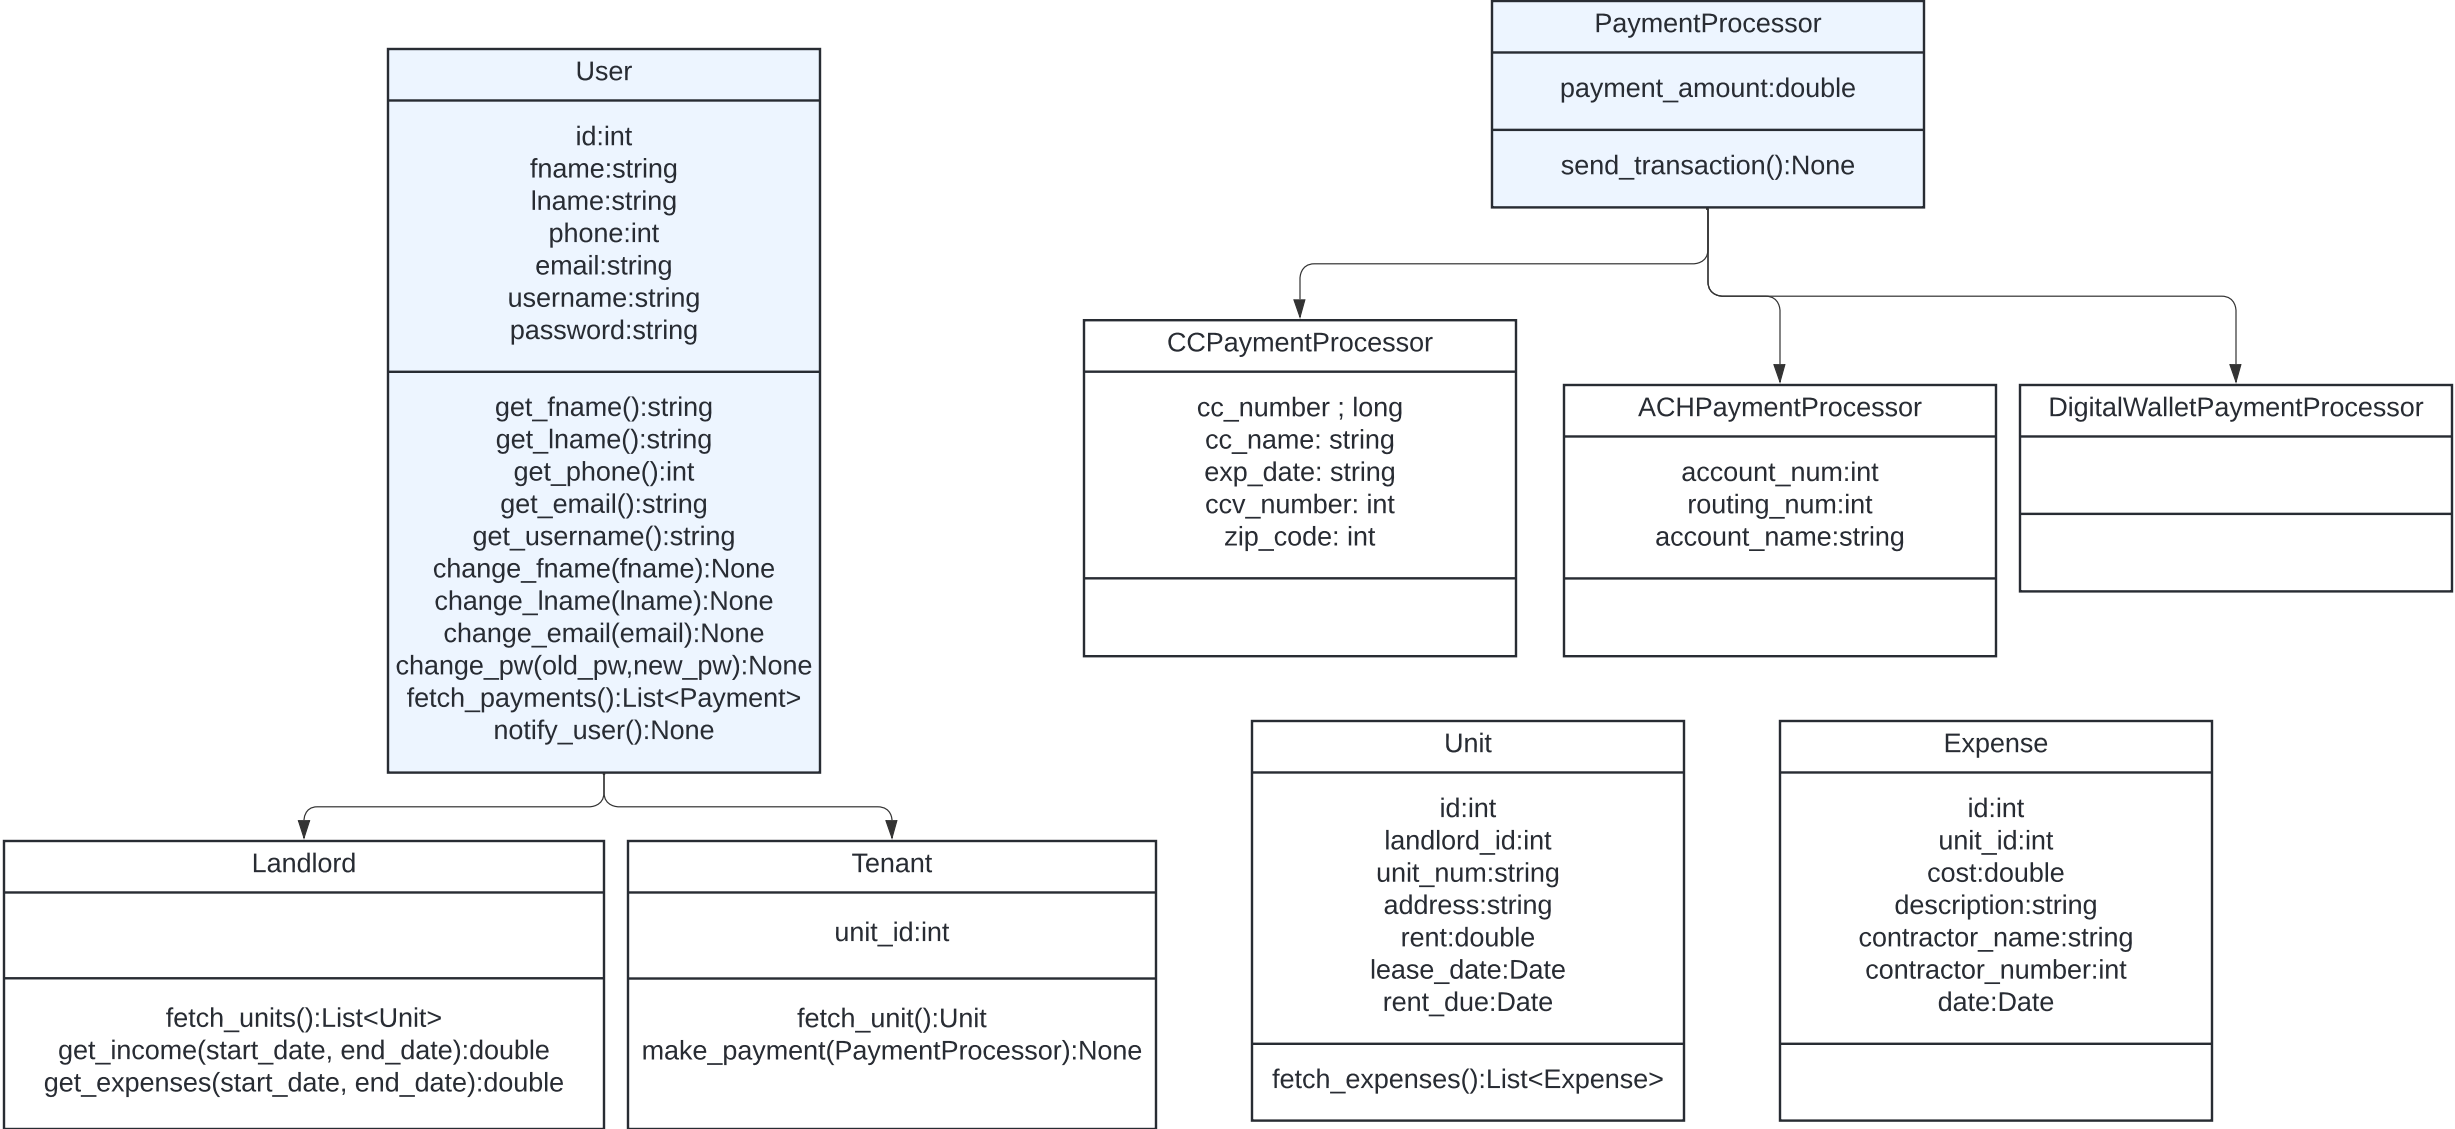 User
id:int
fname:string
lname:string
phone:int
email:string
username:string
password:string
get_fname():string
get_lname():string
get_phone():int
get_email():string
get_username():string
change_fname(fname):None
change_lname(lname):None
change_email(email):None
change_pw(old_pw,new_pw):None
fetch_payments():List<Payment>
notify_user():None
Landlord
fetch_units():List<Unit>
get_income(start_date, end_date):double
get_expenses(start_date, end_date):double
Tenant
unit_id:int
fetch_unit():Unit
make_payment(PaymentProcessor):None
PaymentProcessor
payment_amount:double
send_transaction():None
CCPaymentProcessor
cc_number ; long
cc_name: string
exp_date: string
ccv_number: int
zip_code: int
ACHPaymentProcessor
account_num:int
routing_num:int
account_name:string
DigitalWalletPaymentProcessor
Unit
id:int
landlord_id:int
unit_num:string
address:string
rent:double
lease_date:Date
rent_due:Date
fetch_expenses():List<Expense>
Expense
id:int
unit_id:int
cost:double
description:string
contractor_name:string
contractor_number:int
date:Date